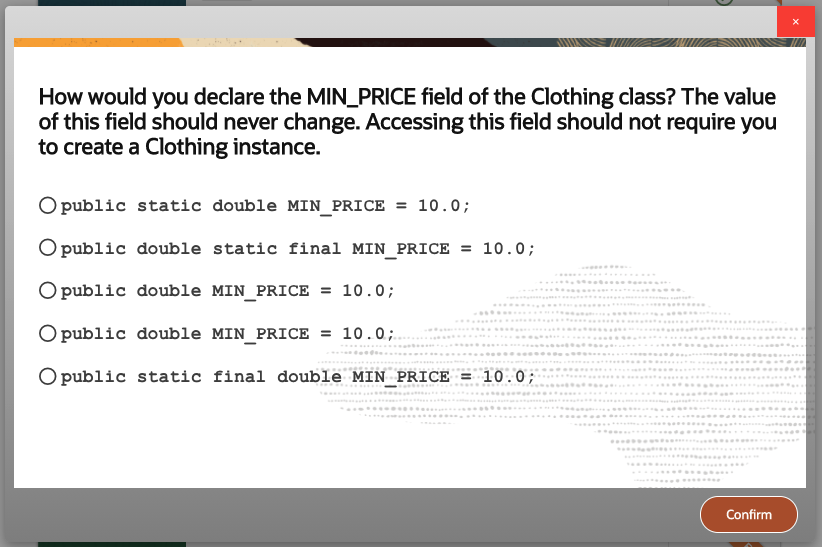 ×
How would you declare the MIN_PRICE field of the Clothing class? The value
of this field should never change. Accessing this field should not require you
to create a Clothing instance.
public static double MIN_PRICE = 10.0;
public double static final MIN_PRICE = 10.0;
public double MIN_PRICE = 10.0;
public double MIN_PRICE = 10.0;
public static final double MIN_PRICE = 10.0;
Confirm